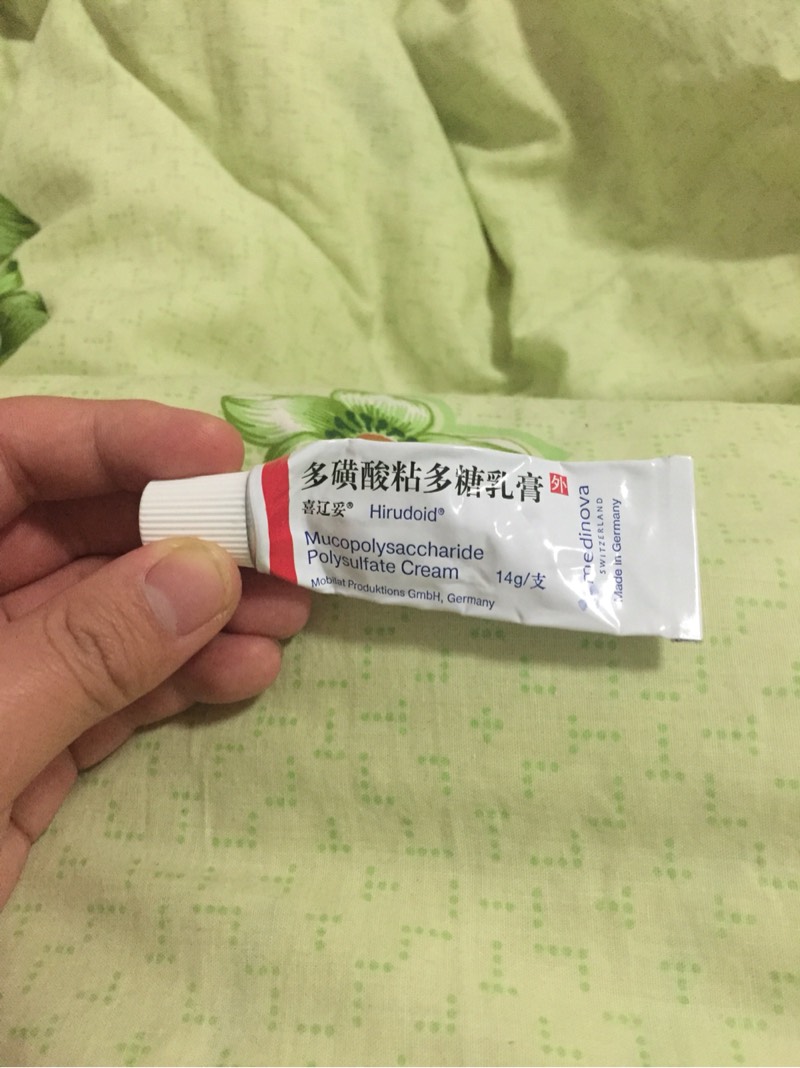 多磺酸粘多糖乳膏 外
喜辽妥® Hirudoid®
Mucopolysaccharide
Polysulfate Cream 14g/支
Mobilat Produktions GmbH, Germany
medinova
SWITZERLAND
Made in Germany